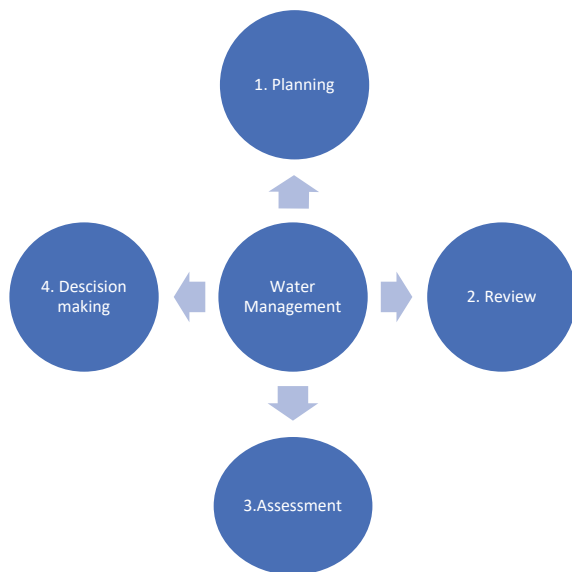 1. Planning
4. Descision
making
Water
Management
2. Review
3.Assessment